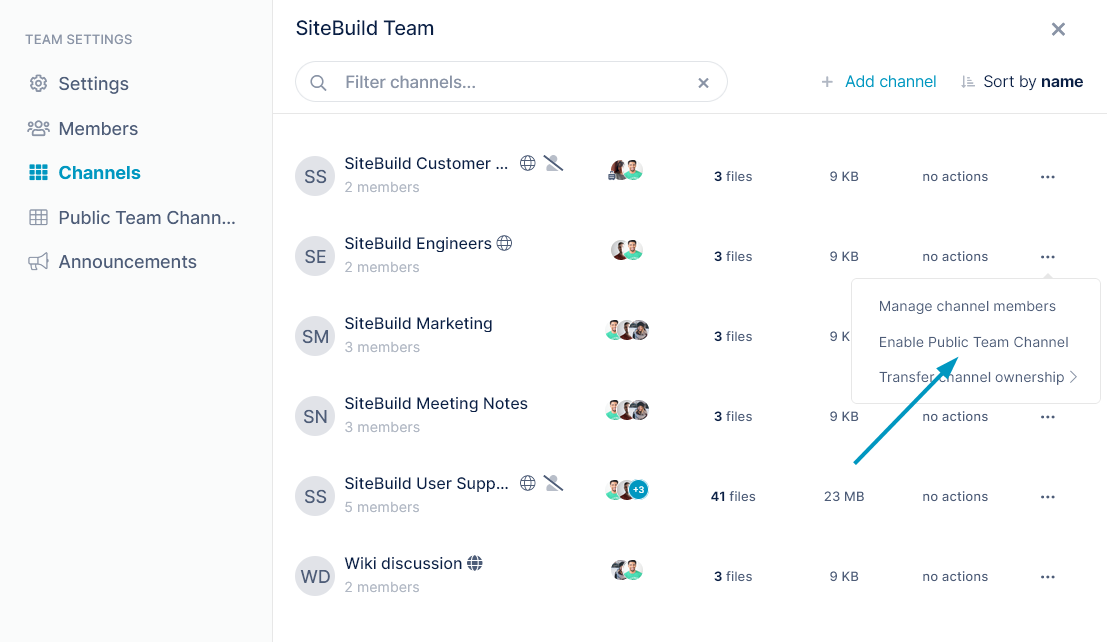 TEAM SETTINGS
Settings
Members
Channels
Public Team Chann...
Announcements
SiteBuild Team
Filter channels...
Add channel
Sort by name
SS SiteBuild Customer ... 3 files 9 KB no actions
2 members
SE SiteBuild Engineers 3 files 9 KB no actions
2 members
Manage channel members
Enable Public Team Channel
Transfer channel ownership
SM SiteBuild Marketing 3 files 9 K
3 members
SN SiteBuild Meeting Notes 3 files 9 KB no actions
3 members
SS SiteBuild User Supp... +3 41 files 23 MB no actions
5 members
WD Wiki discussion 3 files 9 KB no actions
2 members